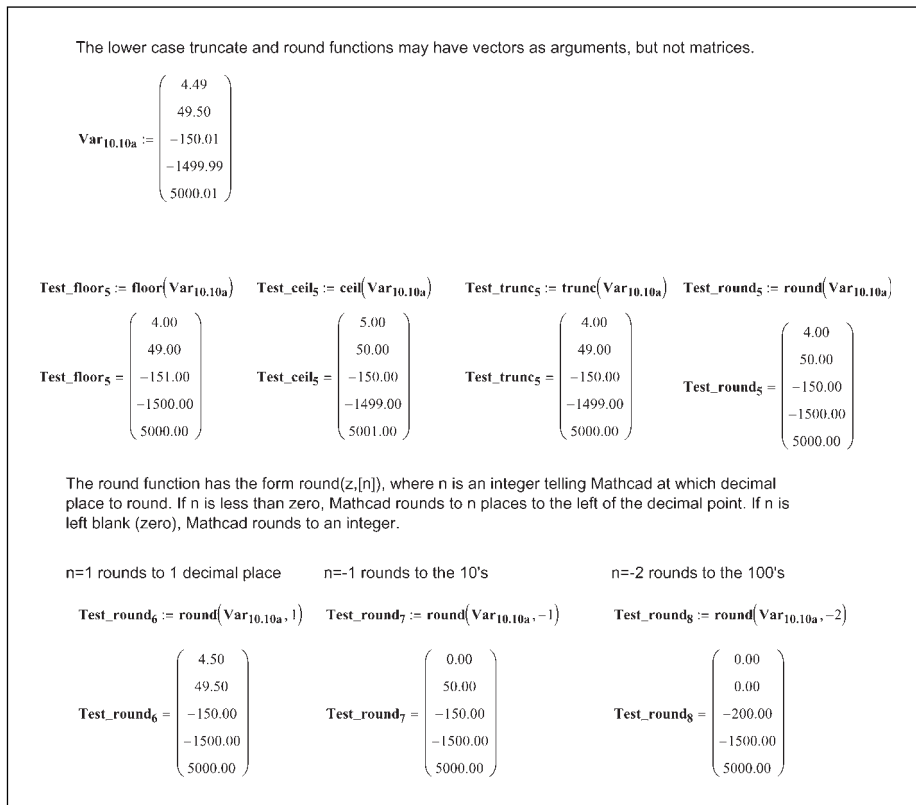 The lower case truncate and round functions may have vectors as arguments, but not matrices.
4.49
49.50
Var10.10a := −150.01
−1499.99
5000.01
Test_floor5 := floor(Var10.10a) Test_ceil5 := ceil(Var10.10a) Test_trunc5 := trunc(Var10.10a) Test_round5 := round(Var10.10a)
4.00 5.00 4.00 4.00
49.00 50.00 49.00 50.00
Test_floor5 = −151.00 Test_ceil5 = −150.00 Test_trunc5 = −150.00 Test_round5 = −150.00
−1500.00 −1499.00 −1499.00 −1500.00
5000.00 5001.00 5000.00 5000.00
The round function has the form round(z,[n]), where n is an integer telling Mathcad at which decimal
place to round. If n is less than zero, Mathcad rounds to n places to the left of the decimal point. If n is
left blank (zero), Mathcad rounds to an integer.
n=1 rounds to 1 decimal place n=-1 rounds to the 10's n=-2 rounds to the 100's
Test_round6 := round(Var10.10a, 1) Test_round7 := round(Var10.10a, −1) Test_round8 := round(Var10.10a, −2)
4.50 0.00 0.00
49.50 50.00 0.00
Test_round6 = −150.00 Test_round7 = −150.00 Test_round8 = −200.00
−1500.00 −1500.00 −1500.00
5000.00 5000.00 5000.00